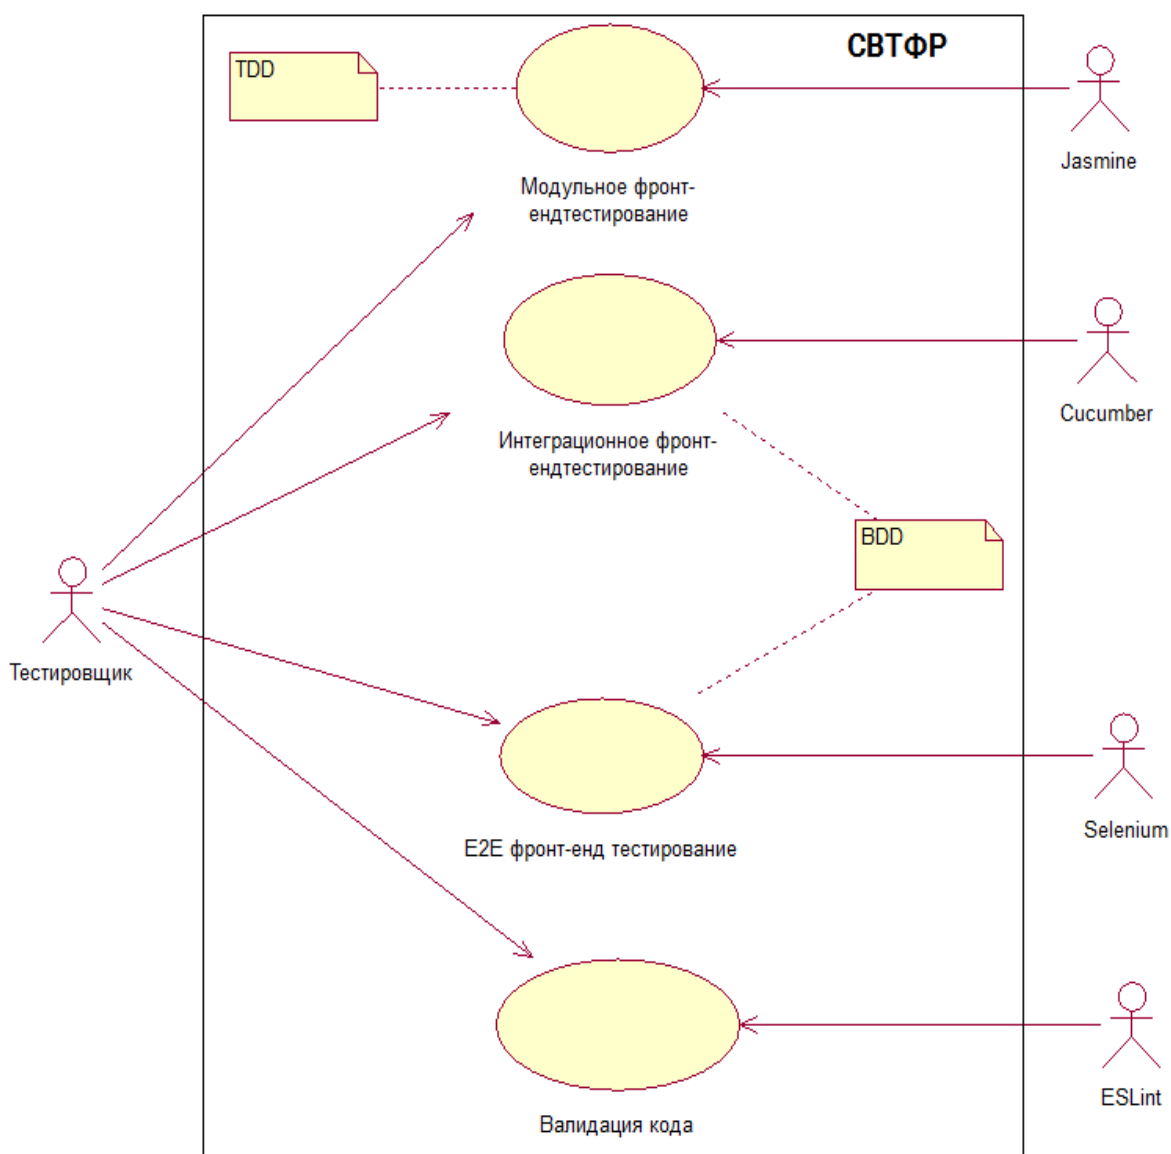 СВТФР
TDD
Jasmine
Модульное фронт-
ендтестирование
Cucumber
Интеграционное фронт-
ендтестирование
BDD
Тестировщик
Selenium
E2E фронт-енд тестирование
ESLint
Валидация кода